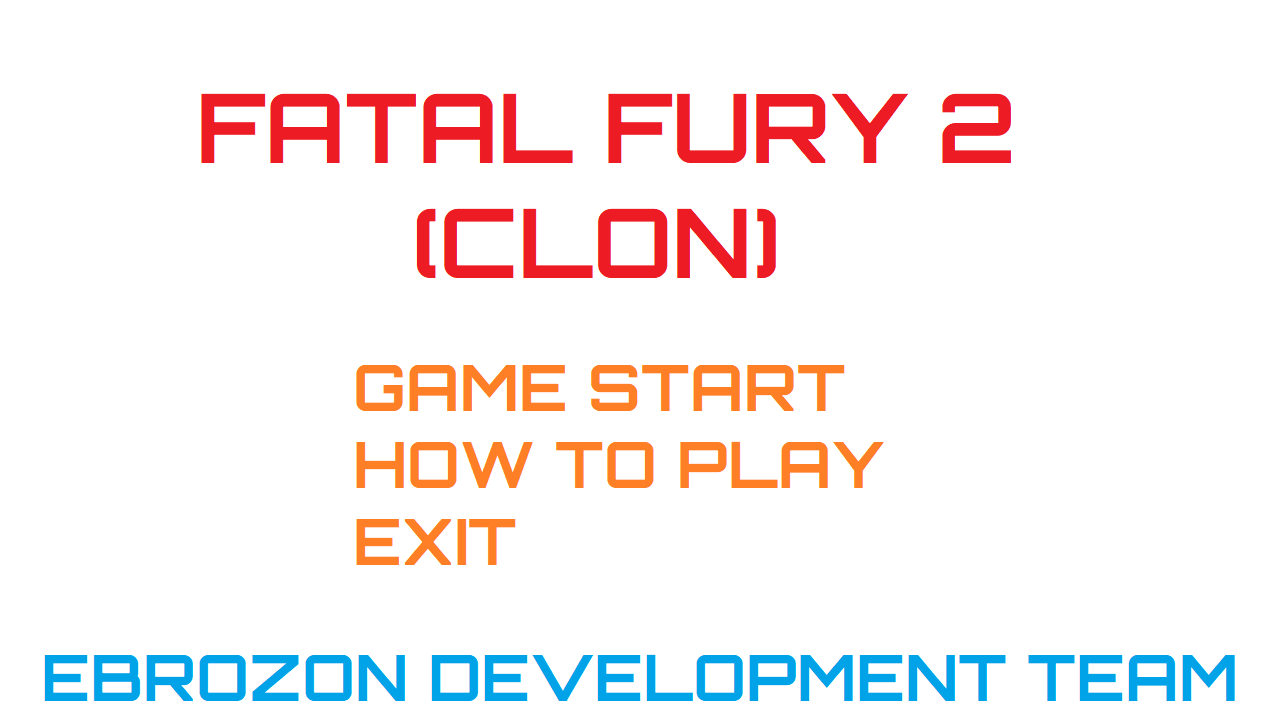 FATAL FURY 2
(CLON)
GAME START
HOW TO PLAY
EXIT
EBROZON DEVELOPMENT TEAM